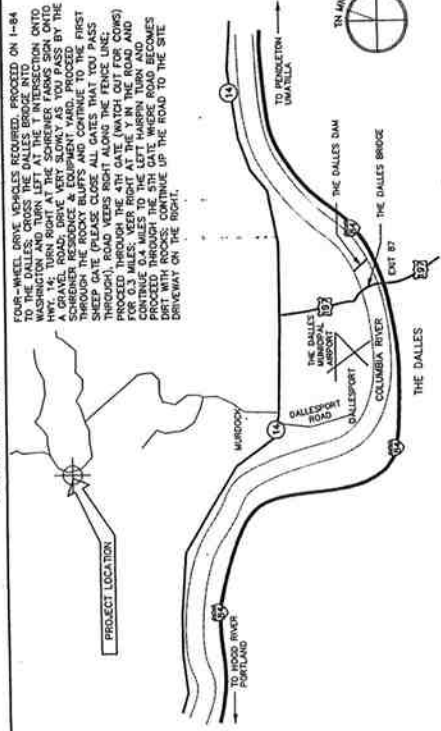 FOUR-WHEEL DRIVE VEHICLES REQUIRED. PROCEED ON I-84
TO THE DALLES; CROSS THE DALLES BRIDGE INTO
WASHINGTON AND TURN LEFT AT THE T INTERSECTION ONTO
HWY. 14; TURN RIGHT AT THE SCHREINER FARMS SIGN ONTO
A GRAVEL ROAD; DRIVE VERY SLOWLY AS YOU PASS BY THE
SCHREINER RESIDENCE & EQUIPMENT YARD. PROCEED
THROUGH THE ROCKY BLUFFS AND CONTINUE TO THE FIRST
SHEEP GATE (PLEASE CLOSE ALL GATES THAT YOU PASS
THROUGH), ROAD VEERS RIGHT ALONG THE FENCE LINE;
PROCEED THROUGH THE 4TH GATE (WATCH OUT FOR COWS)
FOR 0.3 MILES; VEER RIGHT AT THE Y IN THE ROAD AND
CONTINUE 0.4 MILES TO THE LEFT HAIRPIN TURN AND
PROCEED THROUGH THE 5TH GATE WHERE ROAD BECOMES
DIRT WITH ROCKS; CONTINUE UP THE ROAD TO THE SITE
DRIVEWAY ON THE RIGHT.
PROJECT LOCATION
TO HOOD RIVER
PORTLAND
84
MURDOCK
14
DALLESPORT
ROAD
DALLESPORT
THE DALLES
MUNICIPAL
AIRPORT
197
COLUMBIA RIVER
84
THE DALLES
EXIT 87
197
THE DALLES BRIDGE
THE DALLES DAM
84
14
TO PENDLETON
UMATILLA
TN